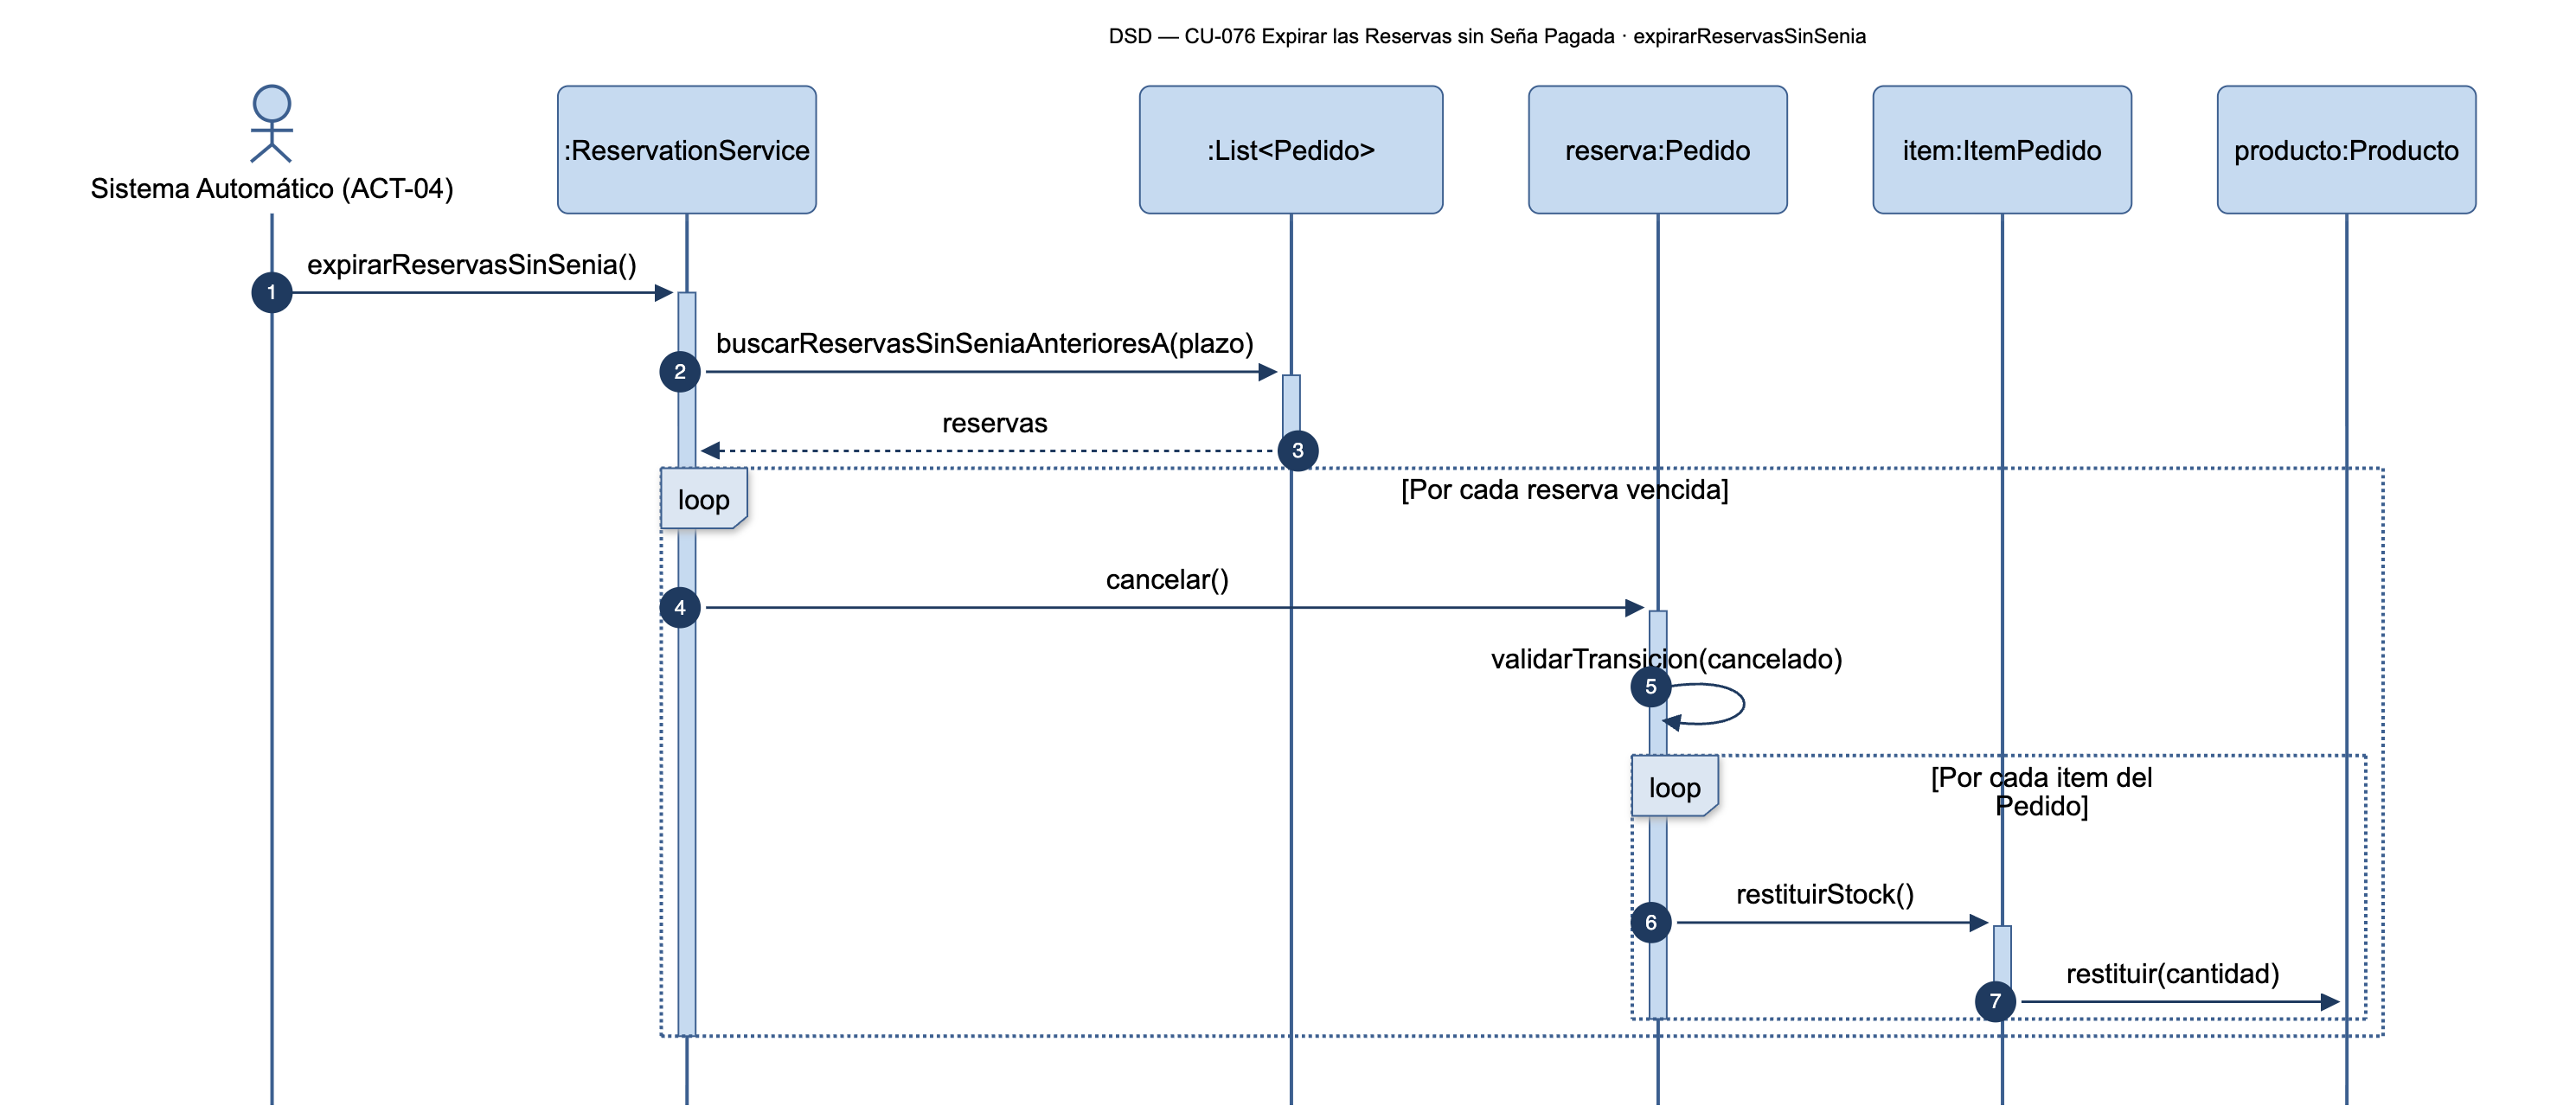 DSD — CU-076 Expirar las Reservas sin Seña Pagada · expirarReservasSinSenia
Sistema Automático (ACT-04)
:ReservationService
:List<Pedido>
reserva:Pedido
item:ItemPedido
producto:Producto
expirarReservasSinSenia()
1
buscarReservasSinSeniaAnterioresA(plazo)
2
reservas
3
loop
[Por cada reserva vencida]
cancelar()
4
validarTransicion(cancelado)
5
loop
[Por cada item del
Pedido]
restituirStock()
6
restituir(cantidad)
7